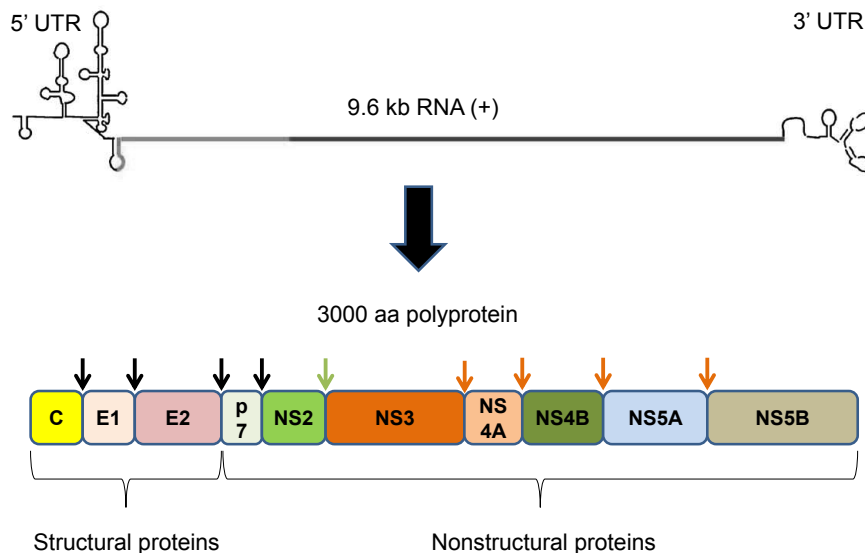 5’ UTR
3’ UTR
9.6 kb RNA (+)
3000 aa polyprotein
C
E1
E2
p
7
NS2
NS3
NS
4A
NS4B
NS5A
NS5B
Structural proteins
Nonstructural proteins